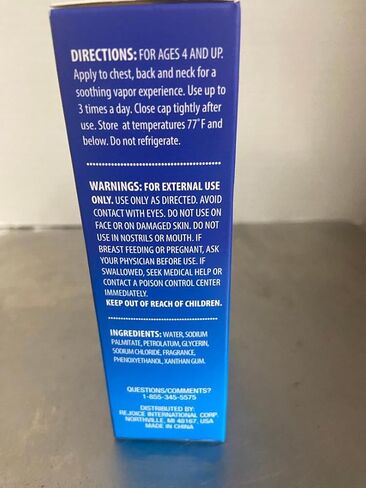 DIRECTIONS: FOR AGES 4 AND UP.
Apply to chest, back and neck for a
soothing vapor experience. Use up to
3 times a day. Close cap tightly after
use. Store at temperatures 77°F and
below. Do not refrigerate.
WARNINGS: FOR EXTERNAL USE
ONLY. USE ONLY AS DIRECTED. AVOID
CONTACT WITH EYES. DO NOT USE ON
FACE OR ON DAMAGED SKIN. DO NOT
USE IN NOSTRILS OR MOUTH. IF
BREAST FEEDING OR PREGNANT, ASK
YOUR PHYSICIAN BEFORE USE. IF
SWALLOWED, SEEK MEDICAL HELP OR
CONTACT A POISON CONTROL CENTER
IMMEDIATELY.
KEEP OUT OF REACH OF CHILDREN.
INGREDIENTS: WATER, SODIUM
PALMITATE, PETROLATUM, GLYCERIN,
SODIUM CHLORIDE, FRAGRANCE,
PHENOXYETHANOL, XANTHAN GUM.
QUESTIONS/COMMENTS?
1-855-345-5575
DISTRIBUTED BY:
REJOICE INTERNATIONAL CORP.
NORTHVILLE, MI 48167. USA
MADE IN CHINA